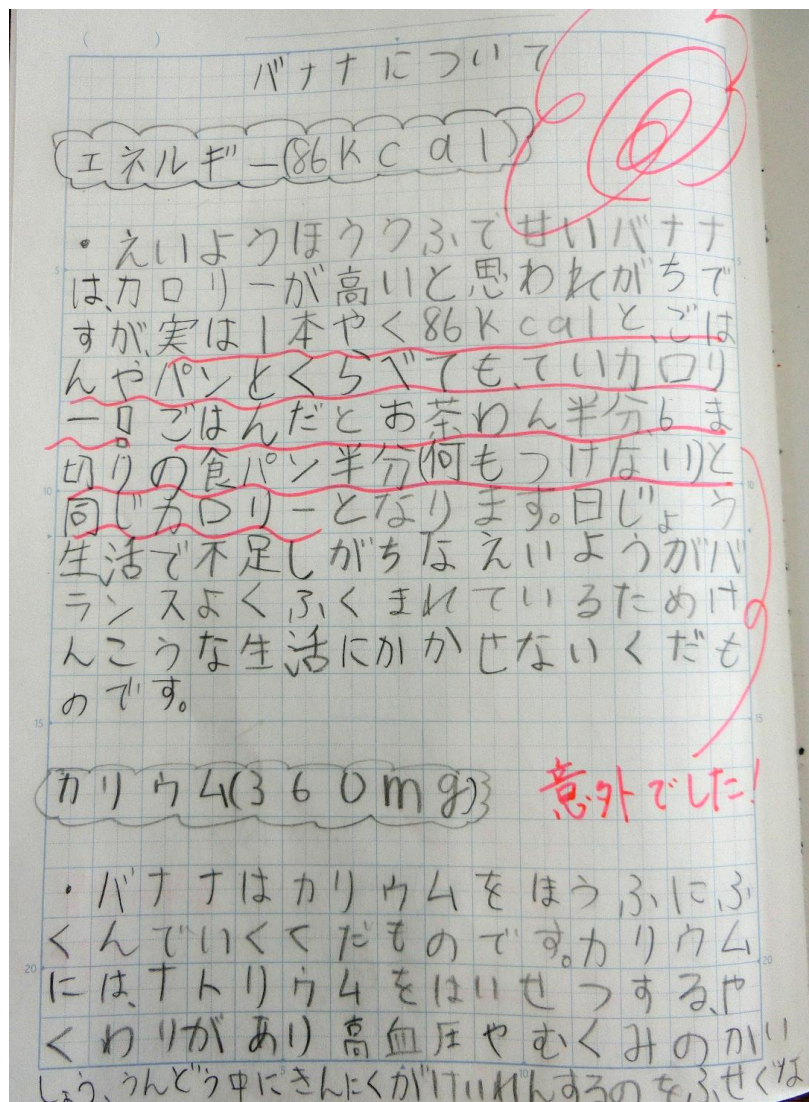 バナナについて
エネルギー(86kcal)
・えいようほうフふで甘いバナナ
は、カロリーが高いと思われがちで
すが、実は1本やく86kcalと、ごは
んやパンとくらべても、ていカロリ
ー。ごはんだとお茶わん半分、6ま
切りの食パン半分(何もつけない)と
同じカロリーとなります。日じょう
生活で不足しがちなえいようがバ
ランスよくふくまれているためけ
んこうな生活にかかせないくだも
のです。
カリウム(360mg)
意外でした!
・バナナはカリウムをほうふにふ
くんでいくくだものです。カリウム
には、ナトリウムをはいせつする、や
くわりがあり高血圧やむくみのかい
しょう、うんどう中にきんにくがけいれんするのをふせぐな